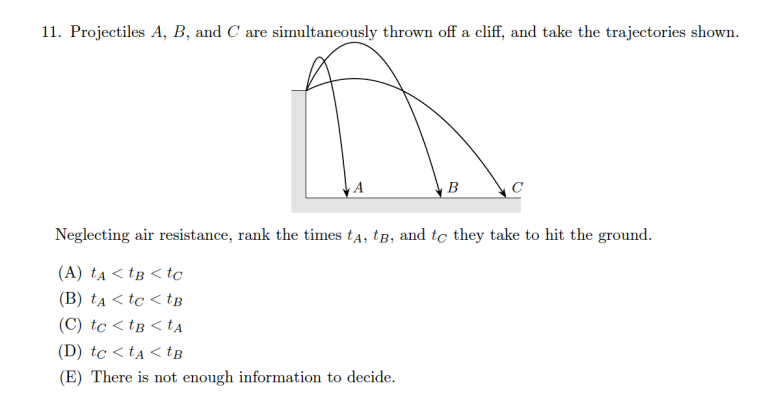 11. Projectiles A, B, and C are simultaneously thrown off a cliff, and take the trajectories shown.
A B C
Neglecting air resistance, rank the times t_A, t_B, and t_C they take to hit the ground.
(A) t_A < t_B < t_C
(B) t_A < t_C < t_B
(C) t_C < t_B < t_A
(D) t_C < t_A < t_B
(E) There is not enough information to decide.